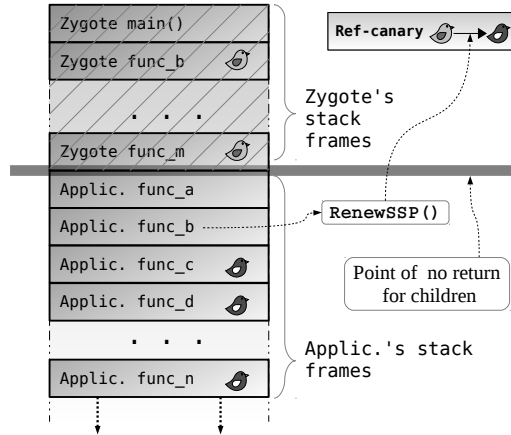 Zygote main()
Zygote func_b
. . .
Zygote func_m
Applic. func_a
Applic. func_b
Applic. func_c
Applic. func_d
. . .
Applic. func_n
Ref-canary
Zygote's
stack
frames
RenewSSP()
Point of no return
for children
Applic.'s stack
frames